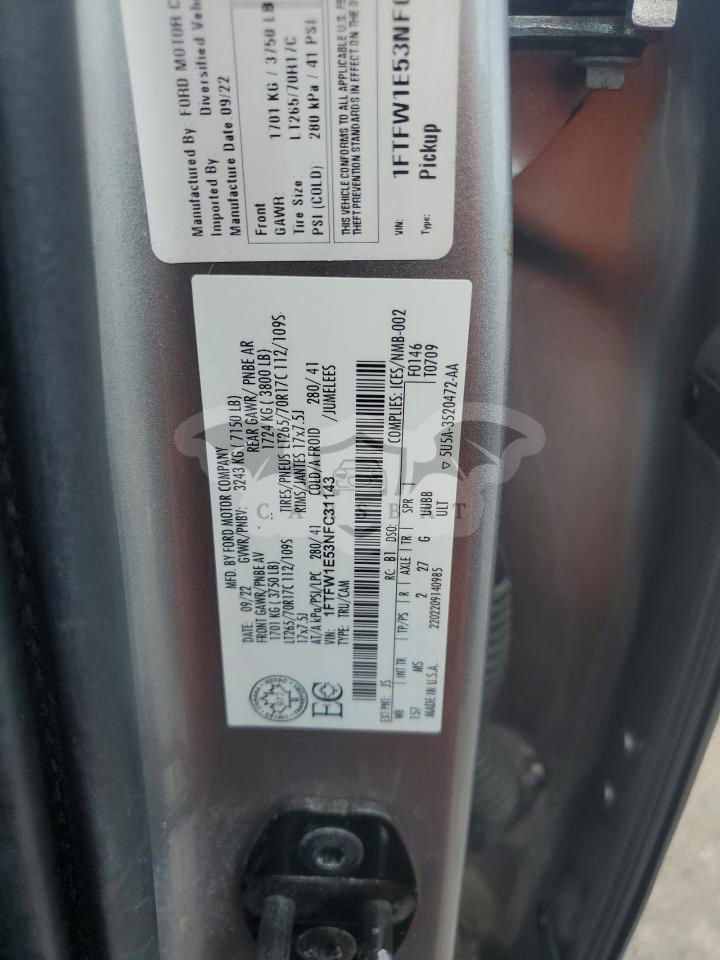 Manufactured By: FORD MOTOR C
Imported By Diversified Vehi
Manufacture Date: 09/22
Front
GAWR: 1701 KG / 3750 LB
Tire Size LT265/70R17C
PSI (COLD): 280 kPa / 41 PSI
THIS VEHICLE CONFORMS TO ALL APPLICABLE U.S. FE
THEFT PREVENTION STANDARDS IN EFFECT ON THE D
VIN: 1FTFW1E53NFC
Type: Pickup
MFD. BY FORD MOTOR COMPANY
DATE: 09/22 GVWR/PNBV: 3243 KG ( 7150 LB)
FRONT GAWR/PNBE AV REAR GAWR/ PNBE AR
1701 KG ( 3750 LB) 1724 KG ( 3800 LB)
LT265/70R17C 112/109S TIRES/PNEUS LT265/70R17C 112/109S
17x7.5J RIMS/JANTES 17x7.5J
AT/A kPa/PSI/LPC 280/ 41 COLD/A FROID 280/ 41
VIN: 1FTFW1E53NFC31143 /JUMELEES
TYPE: TRU/CAM
EXT PNT: JS RC: B1 DSO: COMPLIES: ICES/NMB-002
WB INT TR TP/PS R AXLE TR SPR F0146
157 MS 2 27 G UUBB T0709
ULT
MADE IN U.S.A. 2202209140985 5U5A-3520472-AA
CARSBAT